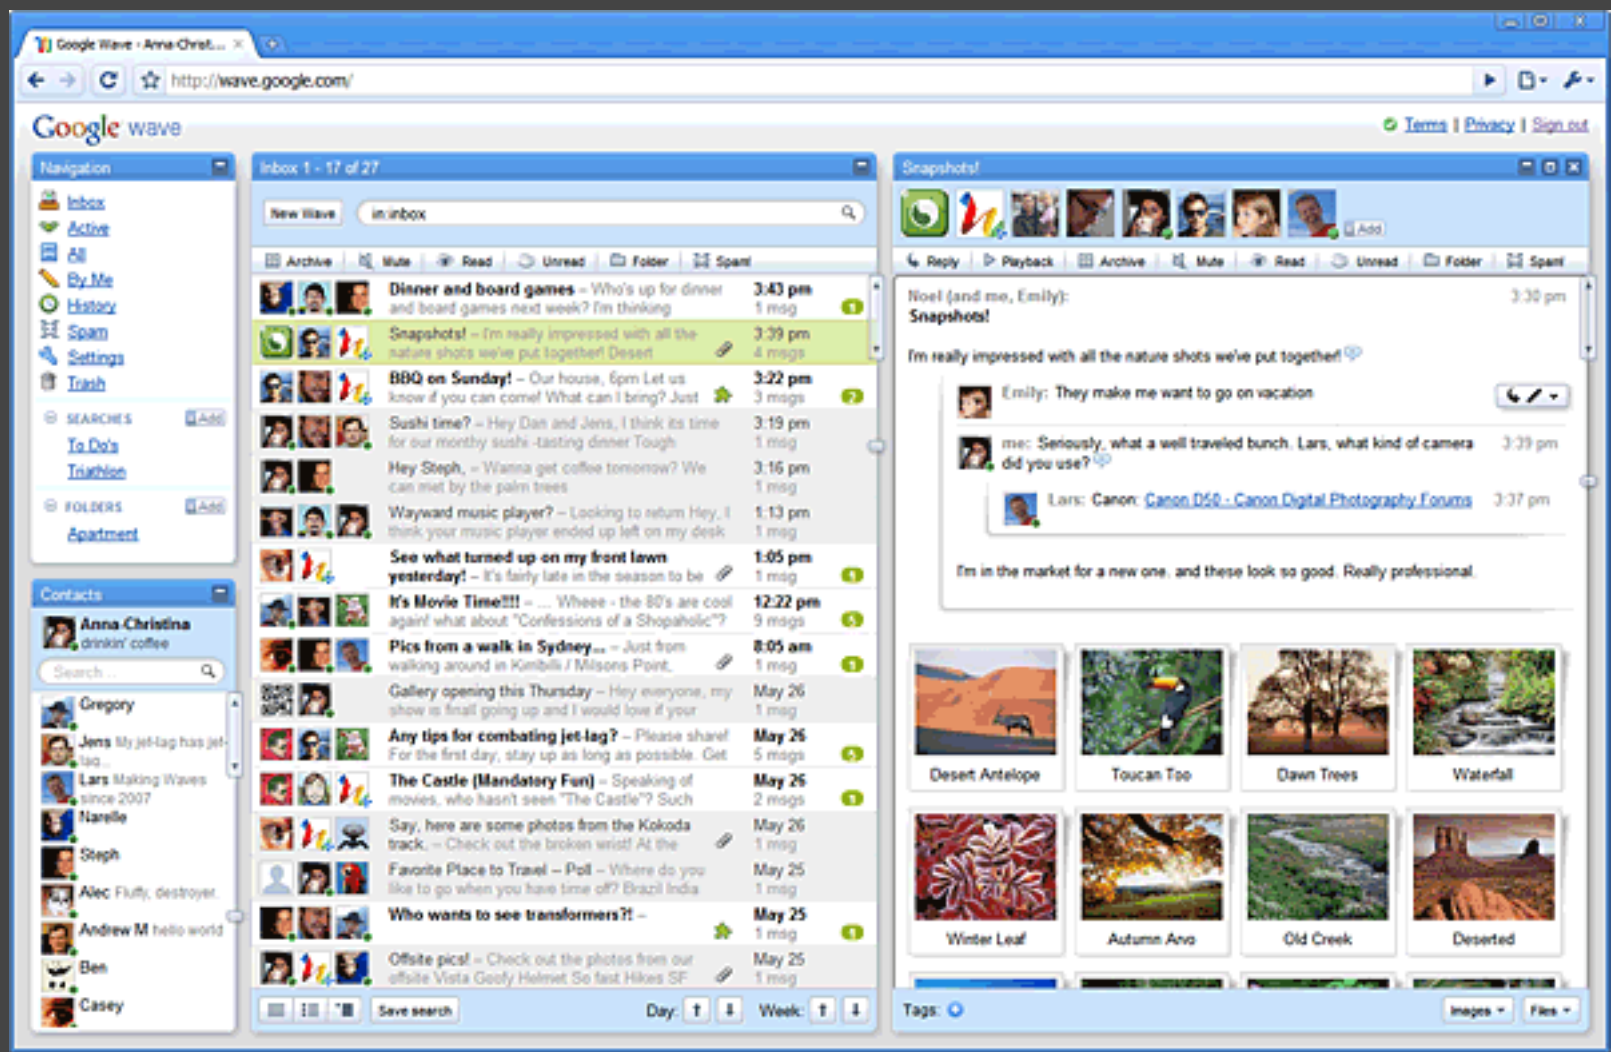 Google Wave - Anna-Christ...
http://wave.google.com/
Google wave
Terms | Privacy | Sign out
Navigation
Inbox
Active
All
By Me
History
Spam
Settings
Trash
SEARCHES Add
To Do's
Triathlon
FOLDERS Add
Apartment
Contacts
Anna-Christina
drinkin' coffee
Search...
Gregory
Jens My jet-lag has jet-
lag...
Lars Making Waves
since 2007
Narelle
Steph
Alec Fluffy, destroyer.
Andrew M hello world
Ben
Casey
Inbox 1 - 17 of 27
New Wave in:inbox
Archive Mute Read Unread Folder Spam!
Dinner and board games – Who's up for dinner 3:43 pm
and board games next week? I'm thinking 1 msg 1
Snapshots! – I'm really impressed with all the 3:39 pm
nature shots we've put together! Desert 4 msgs
BBQ on Sunday! – Our house, 6pm Let us 3:22 pm
know if you can come! What can I bring? Just 3 msgs 2
Sushi time? – Hey Dan and Jens, I think its time 3:19 pm
for our monthy sushi -tasting dinner Tough 1 msg
Hey Steph, – Wanna get coffee tomorrow? We 3:16 pm
can met by the palm trees 1 msg
Wayward music player? – Looking to return Hey, I 1:13 pm
think your music player ended up left on my desk 1 msg
See what turned up on my front lawn 1:05 pm
yesterday! – It's fairly late in the season to be 1 msg 1
It's Movie Time!!!! – ... Wheee - the 80's are cool 12:22 pm
again! what about "Confessions of a Shopaholic"? 9 msgs 5
Pics from a walk in Sydney... – Just from 8:05 am
walking around in Kirribilli / Milsons Point, 1 msg 1
Gallery opening this Thursday – Hey everyone, my May 26
show is finall going up and I would love if your 1 msg
Any tips for combating jet-lag? – Please share! May 26
For the first day, stay up as long as possible. Get 5 msgs 5
The Castle (Mandatory Fun) – Speaking of May 26
movies, who hasn't seen "The Castle"? Such 2 msgs 1
Say, here are some photos from the Kokoda May 26
track. – Check out the broken wrist! At the 1 msg
Favorite Place to Travel – Poll – Where do you May 25
like to go when you have time off? Brazil India 1 msg
Who wants to see transformers?! – May 25
1 msg 1
Offsite pics! – Check out the photos from our May 25
offsite Vista Goofy Helmet So fast Hikes SF 1 msg
Save search Day: Week:
Snapshots!
Add
Reply Playback Archive Mute Read Unread Folder Spam!
Noel (and me, Emily): 3:30 pm
Snapshots!
I'm really impressed with all the nature shots we've put together!
Emily: They make me want to go on vacation
me: Seriously, what a well traveled bunch. Lars, what kind of camera 3:39 pm
did you use?
Lars: Canon: Canon D50 - Canon Digital Photography Forums 3:37 pm
I'm in the market for a new one. and these look so good. Really professional.
Desert Antelope Toucan Too Dawn Trees Waterfall
Winter Leaf Autumn Arvo Old Creek Deserted
Tags: Images Files